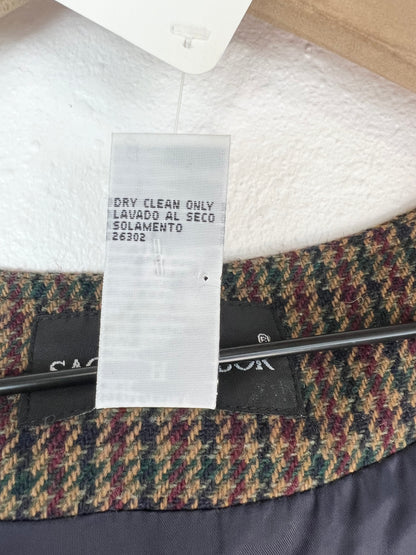 DRY CLEAN ONLY
LAVADO AL SECO
SOLAMENTO
26302
®